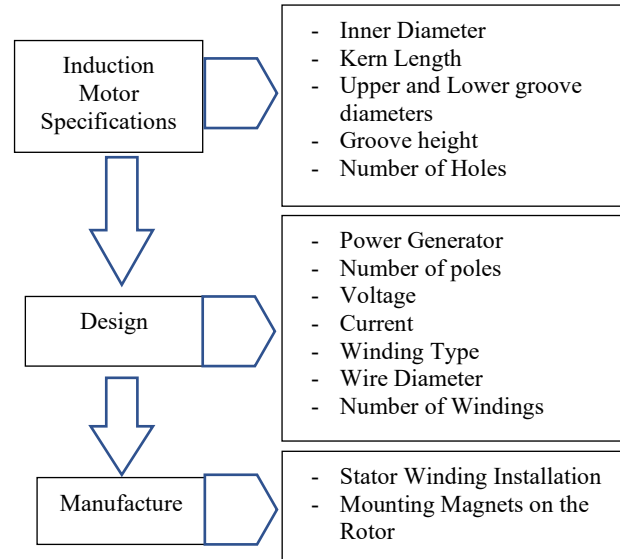 Induction
Motor
Specifications
- Inner Diameter
- Kern Length
- Upper and Lower groove
diameters
- Groove height
- Number of Holes
Design
- Power Generator
- Number of poles
- Voltage
- Current
- Winding Type
- Wire Diameter
- Number of Windings
Manufacture
- Stator Winding Installation
- Mounting Magnets on the
Rotor